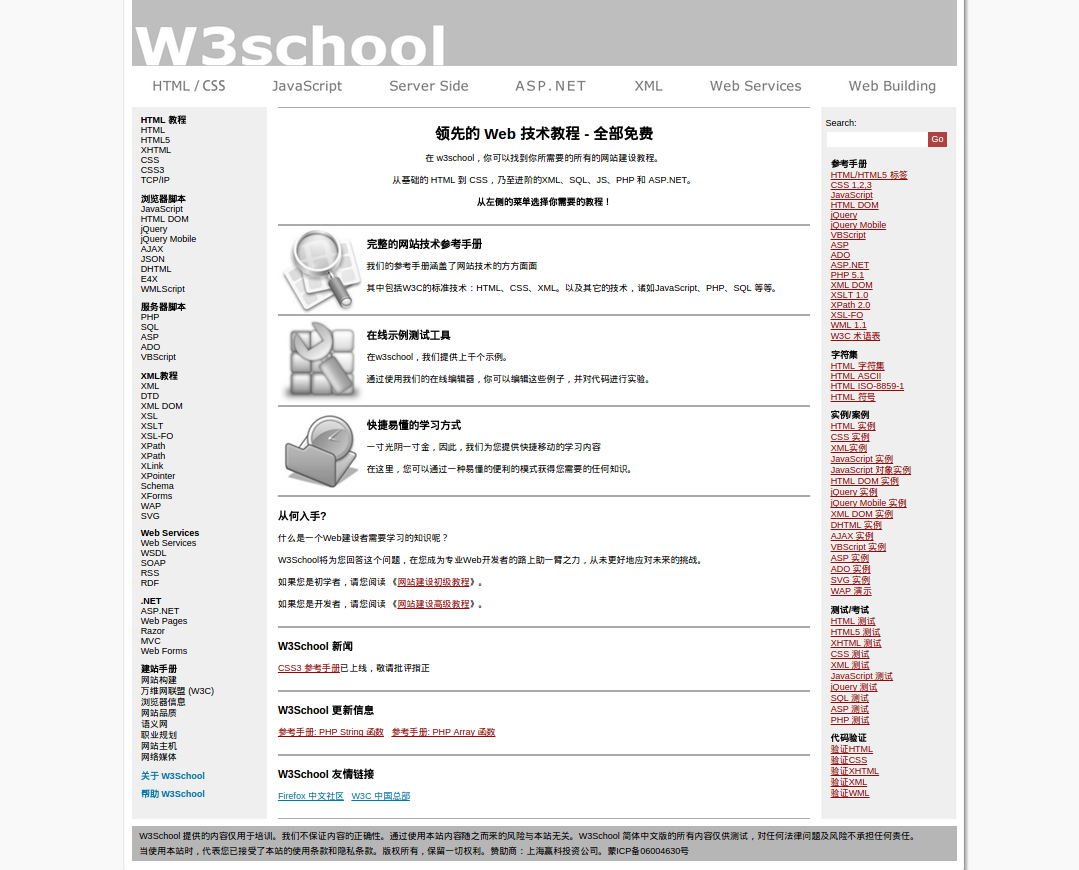 W3school
HTML / CSS
JavaScript
Server Side
ASP.NET
XML
Web Services
Web Building
HTML 教程
HTML
HTML5
XHTML
CSS
CSS3
TCP/IP
浏览器脚本
JavaScript
HTML DOM
jQuery
jQuery Mobile
AJAX
JSON
DHTML
E4X
WMLScript
服务器脚本
PHP
SQL
ASP
ADO
VBScript
XML教程
XML
DTD
XML DOM
XSL
XSLT
XSL-FO
XPath
XPath
XLink
XPointer
Schema
XForms
WAP
SVG
Web Services
Web Services
WSDL
SOAP
RSS
RDF
.NET
ASP.NET
Web Pages
Razor
MVC
Web Forms
建站手册
网站构建
万维网联盟 (W3C)
浏览器信息
网站品质
语义网
职业规划
网站主机
网络媒体
关于 W3School
帮助 W3School
领先的 Web 技术教程 - 全部免费
在 w3school，你可以找到你所需要的所有的网站建设教程。
从基础的 HTML 到 CSS，乃至进阶的XML、SQL、JS、PHP 和 ASP.NET。
从左侧的菜单选择你需要的教程！
完整的网站技术参考手册
我们的参考手册涵盖了网站技术的方方面面
其中包括W3C的标准技术：HTML、CSS、XML。以及其它的技术，诸如JavaScript、PHP、SQL 等等。
在线示例测试工具
在w3school，我们提供上千个示例。
通过使用我们的在线编辑器，你可以编辑这些例子，并对代码进行实验。
快捷易懂的学习方式
一寸光阴一寸金，因此，我们为您提供快捷移动的学习内容
在这里，您可以通过一种易懂的便利的模式获得您需要的任何知识。
从何入手?
什么是一个Web建设者需要学习的知识呢？
W3School将为您回答这个问题，在您成为专业Web开发者的路上助一臂之力，从未更好地应对未来的挑战。
如果您是初学者，请您阅读 《网站建设初级教程》。
如果您是开发者，请您阅读 《网站建设高级教程》。
W3School 新闻
CSS3 参考手册已上线，敬请批评指正
W3School 更新信息
参考手册: PHP String 函数 参考手册: PHP Array 函数
W3School 友情链接
Firefox 中文社区 W3C 中国总部
Search:
Go
参考手册
HTML/HTML5 标签
CSS 1,2,3
JavaScript
HTML DOM
jQuery
jQuery Mobile
VBScript
ASP
ADO
ASP.NET
PHP 5.1
XML DOM
XSLT 1.0
XPath 2.0
XSL-FO
WML 1.1
W3C 术语表
字符集
HTML 字符集
HTML ASCII
HTML ISO-8859-1
HTML 符号
实例/案例
HTML 实例
CSS 实例
XML实例
JavaScript 实例
JavaScript 对象实例
HTML DOM 实例
jQuery 实例
jQuery Mobile 实例
XML DOM 实例
DHTML 实例
AJAX 实例
VBScript 实例
ASP 实例
ADO 实例
SVG 实例
WAP 演示
测试/考试
HTML 测试
HTML5 测试
XHTML 测试
CSS 测试
XML 测试
JavaScript 测试
jQuery 测试
SQL 测试
ASP 测试
PHP 测试
代码验证
验证HTML
验证CSS
验证XHTML
验证XML
验证WML
W3School 提供的内容仅用于培训。我们不保证内容的正确性。通过使用本站内容随之而来的风险与本站无关。W3School 简体中文版的所有内容仅供测试，对任何法律问题及风险不承担任何责任。
当使用本站时，代表您已接受了本站的使用条款和隐私条款。版权所有，保留一切权利。赞助商：上海赢科投资公司。蒙ICP备06004630号